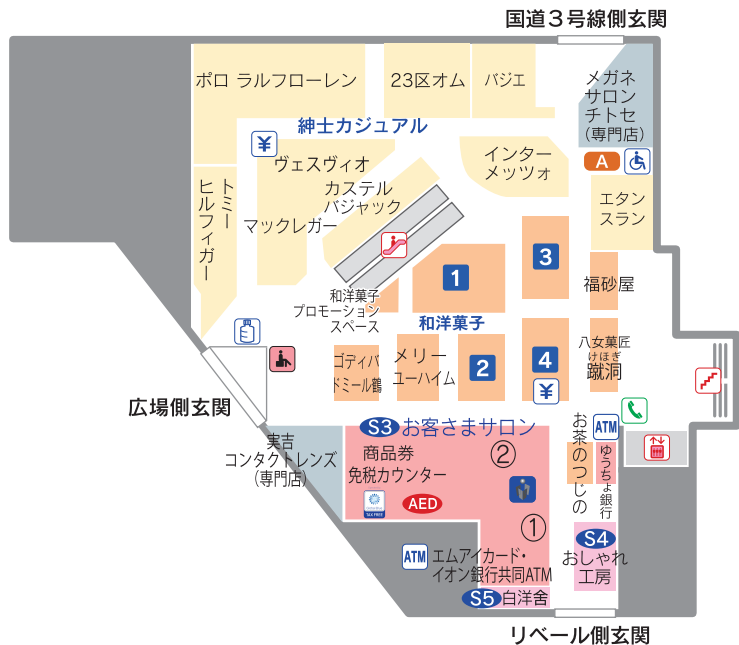 国道３号線側玄関
ポロ ラルフローレン
23区オム
バジエ
メガネ
サロン
チトセ
（専門店）
紳士カジュアル
¥
ヴェスヴィオ
インター
メッツォ
A
カステル
バジャック
トミー
ヒルフィガー
マックレガー
エタン
スラン
3
1
福砂屋
和洋菓子
プロモーション
スペース
和洋菓子
八女菓匠
けほぎ
蹴洞
ゴディバ
ドミール鶴
メリー
ユーハイム
2
4
¥
広場側玄関
S3 お客さまサロン
実吉
コンタクトレンズ
（専門店）
商品券
免税カウンター
②
TAX FREE
AED
①
お茶のつじの
ATM
ゆうちょ銀行
S4
おしゃれ
工房
ATM エムアイカード・
イオン銀行共同ATM
S5 白洋舍
リベール側玄関